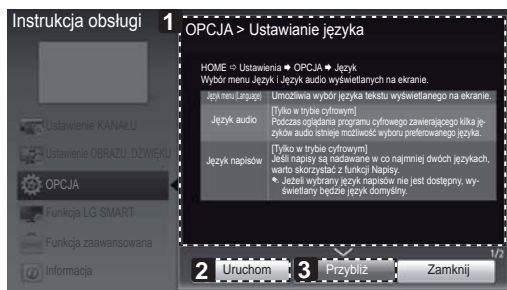 Instrukcja obsługi
1
OPCJA > Ustawianie języka
HOME ⇨ Ustawienia ➡ OPCJA ➡ Język
Wybór menu Język i Język audio wyświetlanych na ekranie.
Język menu (Language)
Umożliwia wybór języka tekstu wyświetlanego na ekranie.
Język audio
[Tylko w trybie cyfrowym]
Podczas oglądania programu cyfrowego zawierającego kilka ję-
zyków audio istnieje możliwość wyboru preferowanego języka.
Język napisów
[Tylko w trybie cyfrowym]
Jeśli napisy są nadawane w co najmniej dwóch językach,
warto skorzystać z funkcji Napisy.
✎ Jeżeli wybrany język napisów nie jest dostępny, wy-
świetlany będzie język domyślny.
Ustawienie KANAŁU
Ustawienie OBRAZU, DŹWIĘKU
OPCJA
Funkcja LG SMART
Funkcja zaawansowana
Informacja
1/2
2
Uruchom
3
Przybliż
Zamknij